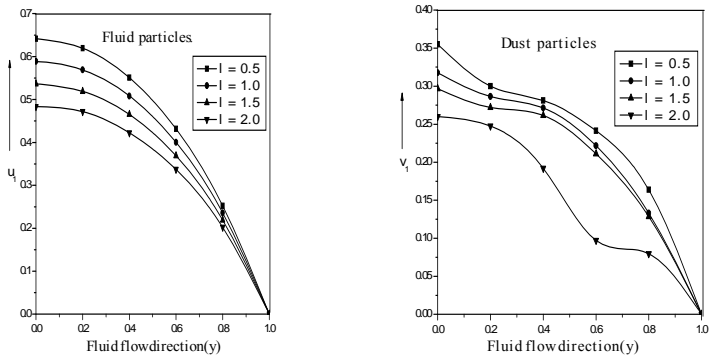 Fluid particles.
l = 0.5
l = 1.0
l = 1.5
l = 2.0
0.7
0.6
0.5
0.4
0.3
0.2
0.1
0.0
u1
0.0 0.2 0.4 0.6 0.8 1.0
Fluid flow direction(y)
Dust particles
l = 0.5
l = 1.0
l = 1.5
l = 2.0
0.40
0.35
0.30
0.25
0.20
0.15
0.10
0.05
0.00
v1
0.0 0.2 0.4 0.6 0.8 1.0
Fluid flow direction(y)